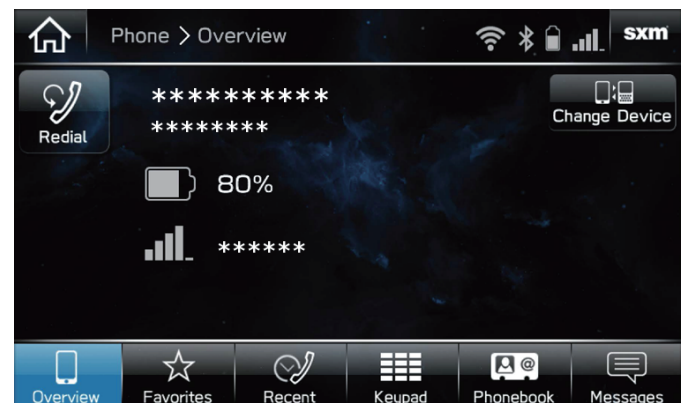 Phone > Overview
sxm
Redial
**********
********
Change Device
80%
******
Overview
Favorites
Recent
Keypad
Phonebook
Messages